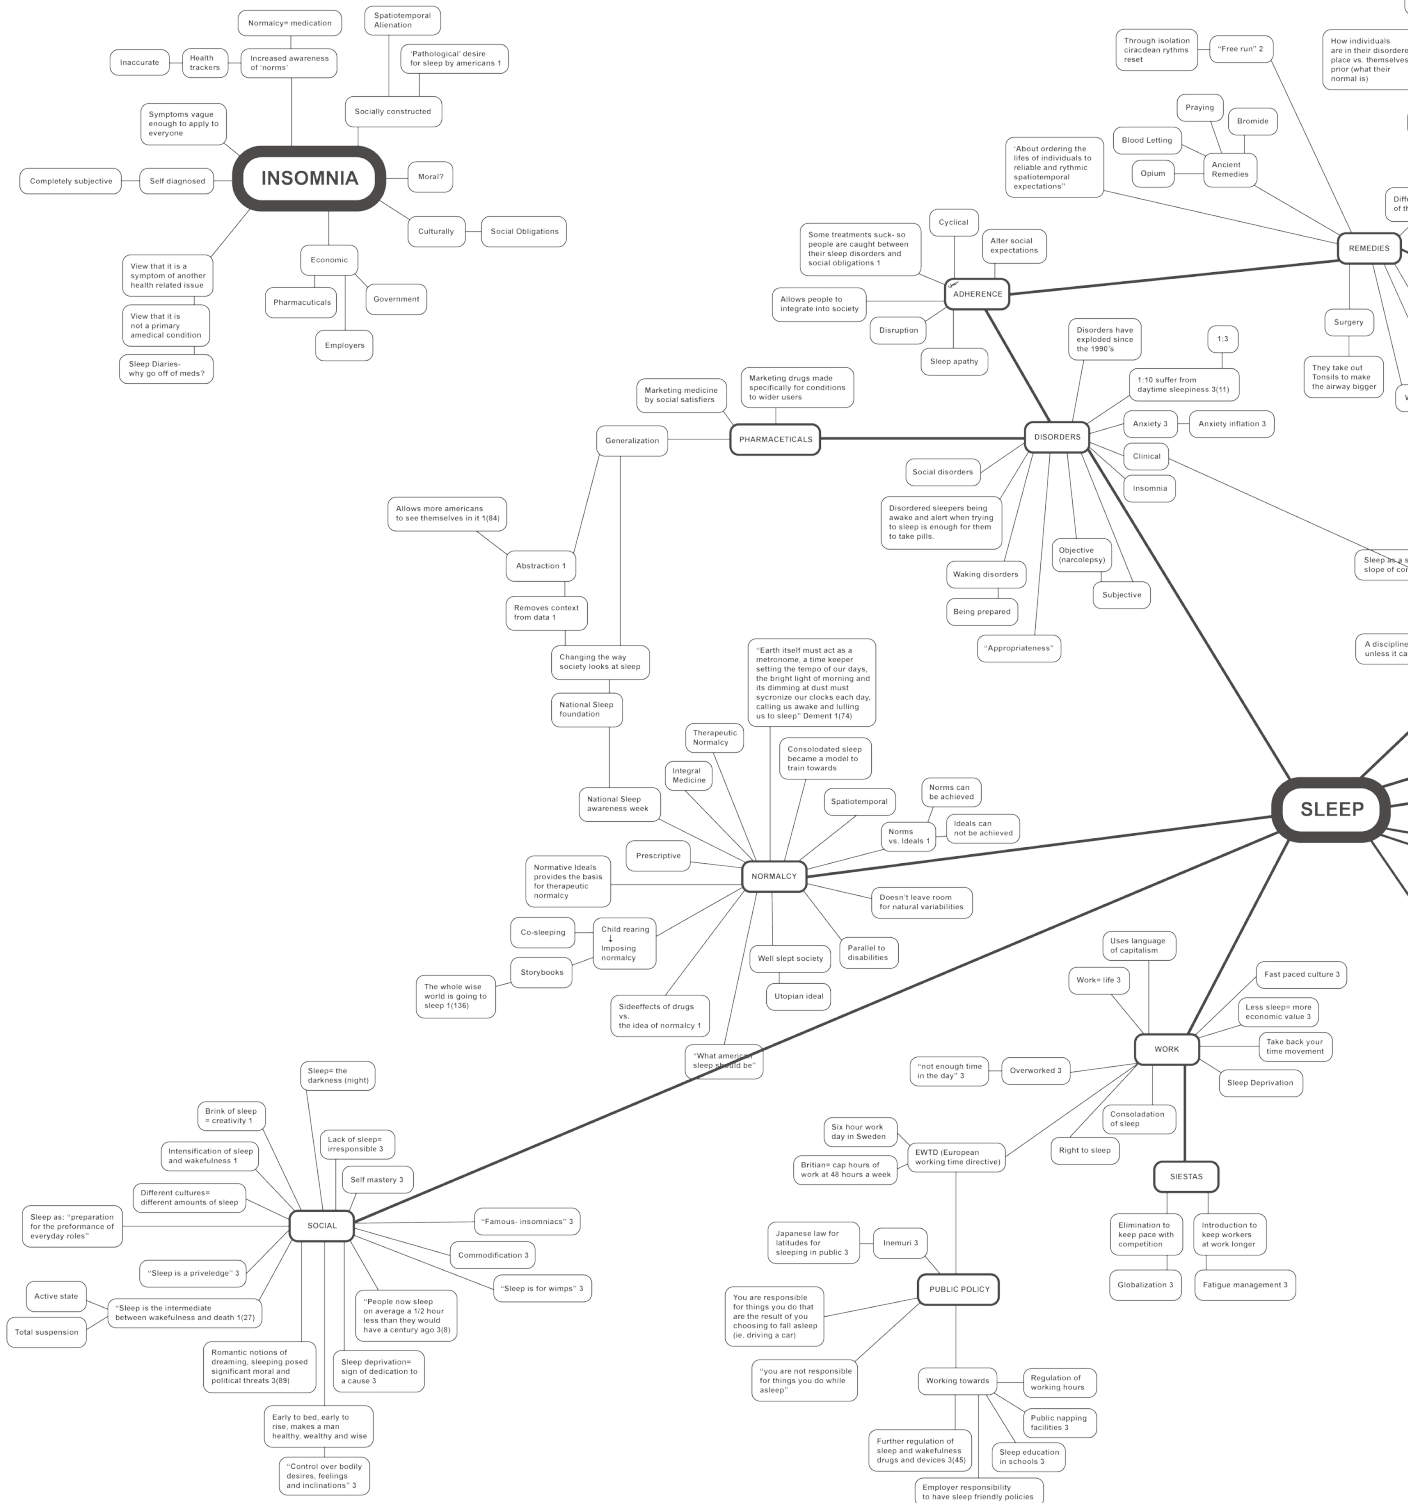 Normalcy= medication
Spatiotemporal
Alienation
Inaccurate
Health
trackers
Increased awareness
of ‘norms’
‘Pathological’ desire
for sleep by americans 1
Socially constructed
Symptoms vague
enough to apply to
everyone
Completely subjective
Self diagnosed
INSOMNIA
Moral?
Culturally
Social Obligations
View that it is a
symptom of another
health related issue
View that it is
not a primary
amedical condition
Sleep Diaries-
why go off of meds?
Economic
Pharmacuticals
Government
Employers
Through isolation
ciracdean rythms
reset
“Free run” 2
How individuals
are in their disordere
place vs. themselves
prior (what their
normal is)
Praying
Bromide
Blood Letting
Opium
Ancient
Remedies
‘About ordering the
lifes of individuals to
reliable and rythmic
spatiotemporal
expectations”
REMEDIES
Surgery
They take out
Tonsils to make
the airway bigger
Cyclical
Some treatments suck- so
people are caught between
their sleep disorders and
social obligations 1
Alter social
expectations
ADHERENCE
Allows people to
integrate into society
Disruption
Sleep apathy
Disorders have
exploded since
the 1990’s
1:3
1:10 suffer from
daytime sleepiness 3(11)
Anxiety 3
Anxiety inflation 3
Clinical
Insomnia
DISORDERS
Marketing medicine
by social satisfiers
Marketing drugs made
specifically for conditions
to wider users
PHARMACETICALS
Generalization
Social disorders
Disordered sleepers being
awake and alert when trying
to sleep is enough for them
to take pills.
Waking disorders
Being prepared
“Appropriateness”
Objective
(narcolepsy)
Subjective
Allows more americans
to see themselves in it 1(84)
Abstraction 1
Removes context
from data 1
Changing the way
society looks at sleep
National Sleep
foundation
National Sleep
awareness week
Sleep as a s
slope of co
A discipline
unless it ca
“Earth itself must act as a
metronome, a time keeper
setting the tempo of our days,
the bright light of morning and
its dimming at dust must
sycronize our clocks each day,
calling us awake and lulling
us to sleep” Dement 1(74)
Therapeutic
Normalcy
Integral
Medicine
Consolodated sleep
became a model to
train towards
Spatiotemporal
Norms can
be achieved
Norms
vs. Ideals 1
Ideals can
not be achieved
Prescriptive
Normative Ideals
provides the basis
for therapeutic
normalcy
NORMALCY
Doesn’t leave room
for natural variabilities
Co-sleeping
Child rearing
↓
Imposing
normalcy
Storybooks
The whole wise
world is going to
sleep 1(136)
Sideeffects of drugs
vs.
the idea of normalcy 1
Well slept society
Utopian ideal
Parallel to
disabilities
“What american
sleep should be”
SLEEP
Uses language
of capitalism
Work= life 3
Fast paced culture 3
Less sleep= more
economic value 3
Take back your
time movement
WORK
Sleep Deprivation
“not enough time
in the day” 3
Overworked 3
Consoladation
of sleep
Right to sleep
SIESTAS
Elimination to
keep pace with
competition
Introduction to
keep workers
at work longer
Globalization 3
Fatigue management 3
Six hour work
day in Sweden
EWTD (European
working time directive)
Britian= cap hours of
work at 48 hours a week
Japanese law for
latitudes for
sleeping in public 3
Inemuri 3
PUBLIC POLICY
You are responsible
for things you do that
are the result of you
choosing to fall asleep
(ie. driving a car)
“you are not responsible
for things you do while
asleep”
Working towards
Regulation of
working hours
Public napping
facilities 3
Sleep education
in schools 3
Further regulation of
sleep and wakefulness
drugs and devices 3(45)
Employer responsibility
to have sleep friendly policies
Sleep= the
darkness (night)
Brink of sleep
= creativity 1
Lack of sleep=
irresponsible 3
Intensification of sleep
and wakefulness 1
Self mastery 3
Different cultures=
different amounts of sleep
Sleep as: “preparation
for the preformance of
everyday roles”
SOCIAL
“Famous- insomniacs” 3
Commodification 3
“Sleep is a priveledge” 3
“Sleep is for wimps” 3
Active state
“Sleep is the intermediate
between wakefulness and death 1(27)
Total suspension
“People now sleep
on average a 1/2 hour
less than they would
have a century ago 3(8)
Romantic notions of
dreaming, sleeping posed
significant moral and
political threats 3(89)
Sleep deprivation=
sign of dedication to
a cause 3
Early to bed, early to
rise, makes a man
healthy, wealthy and wise
“Control over bodily
desires, feelings
and inclinations” 3